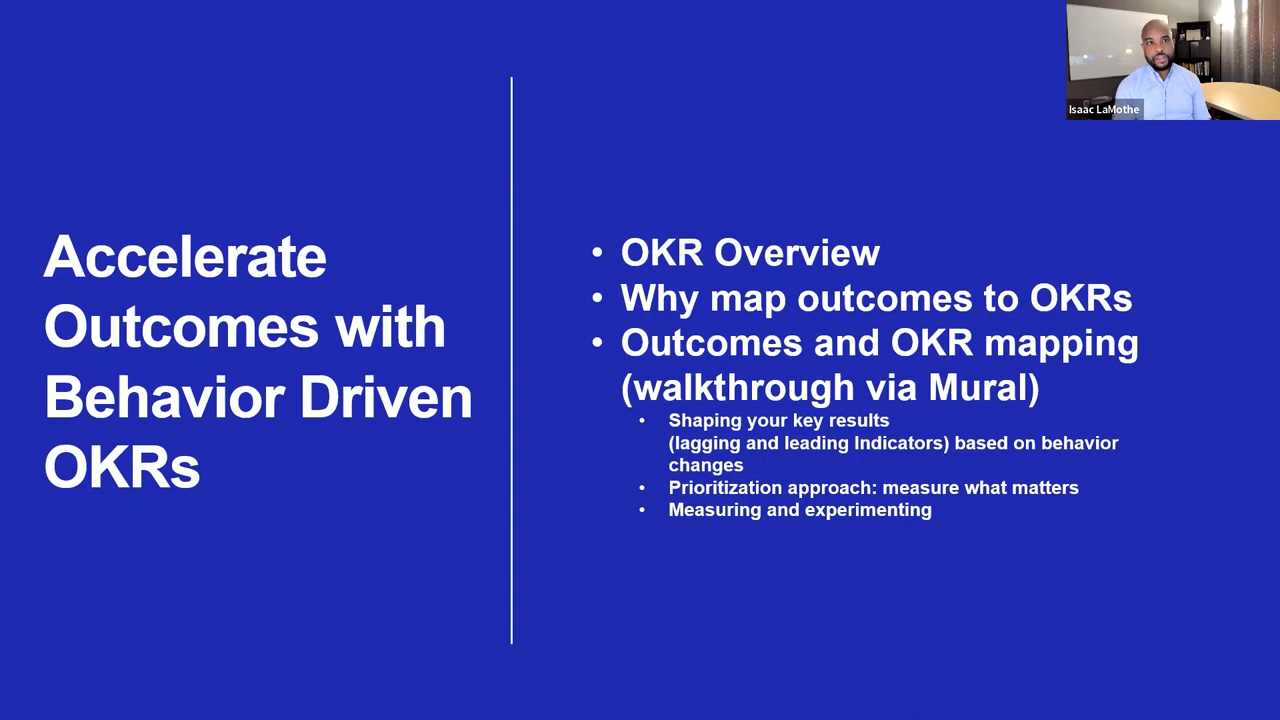 Accelerate
Outcomes with
Behavior Driven
OKRs
• OKR Overview
• Why map outcomes to OKRs
• Outcomes and OKR mapping
(walkthrough via Mural)
• Shaping your key results
(lagging and leading Indicators) based on behavior
changes
• Prioritization approach: measure what matters
• Measuring and experimenting
Isaac LaMothe